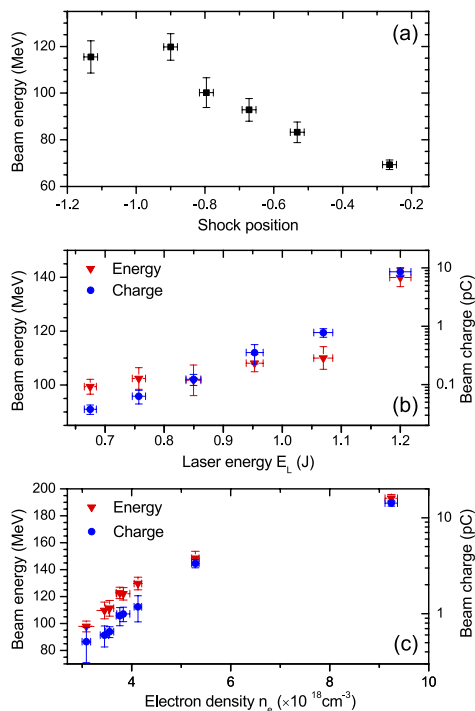 (a)
Beam energy (MeV)
120
100
80
60
-1.2 -1.0 -0.8 -0.6 -0.4 -0.2
Shock position
Energy
Charge
(b)
Beam energy (MeV)
140
120
100
Beam charge (pC)
10
1
0.1
0.7 0.8 0.9 1.0 1.1 1.2
Laser energy E_L (J)
Energy
Charge
(c)
Beam energy (MeV)
200
180
160
140
120
100
80
60
Beam charge (pC)
10
1
4 6 8 10
Electron density n_e (×10^18cm^-3)